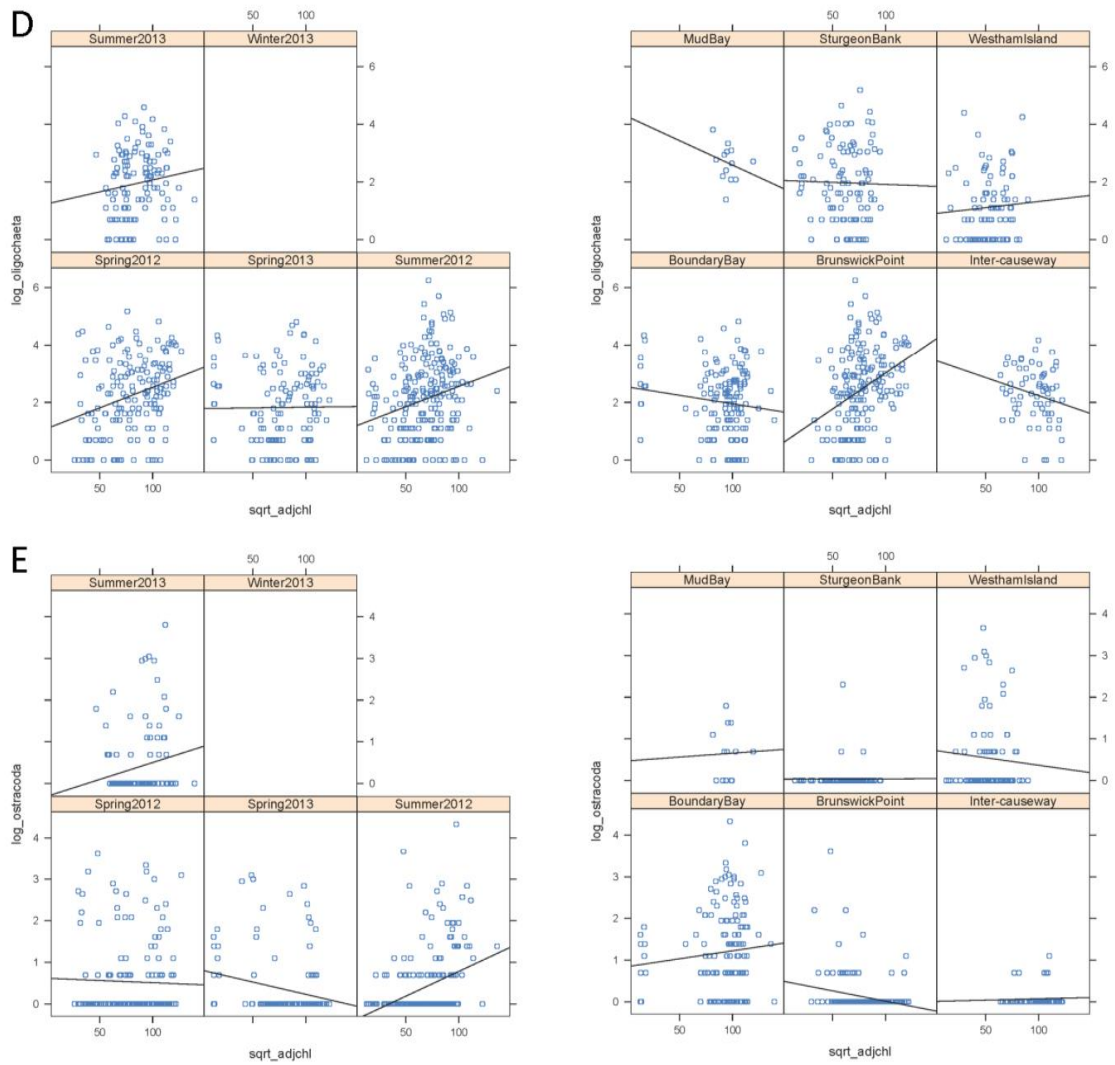 D
50 100
50 100
Summer2013 Winter2013
MudBay SturgeonBank WesthamIsland
6
4
2
0
6
4
2
0
6
4
2
0
log_oligochaeta
log_oligochaeta
Spring2012 Spring2013 Summer2012
BoundaryBay BrunswickPoint Inter-causeway
6
4
2
0
6
4
2
0
50 100
50 100
50 100
50 100
sqrt_adjchl
sqrt_adjchl
E
50 100
50 100
Summer2013 Winter2013
MudBay SturgeonBank WesthamIsland
4
3
2
1
0
4
3
2
1
0
log_ostracoda
log_ostracoda
Spring2012 Spring2013 Summer2012
BoundaryBay BrunswickPoint Inter-causeway
4
3
2
1
0
4
3
2
1
0
50 100
50 100
50 100
50 100
sqrt_adjchl
sqrt_adjchl